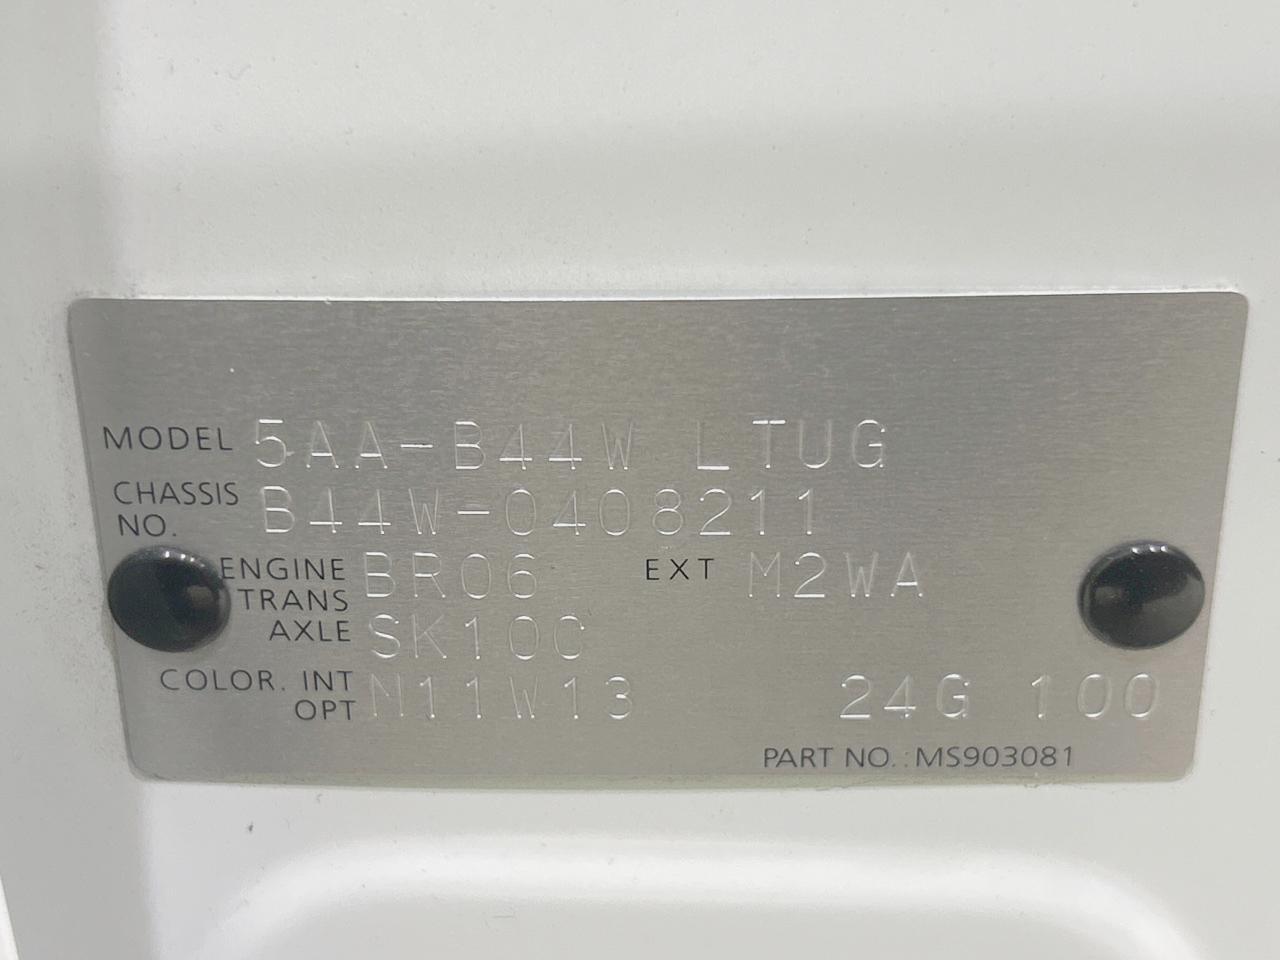 MODEL 5AA-B44W LTUG
CHASSIS NO. B44W-0408211
ENGINE BR06 EXT M2WA
TRANS AXLE SK10C
COLOR. INT OPT N11W13 24G 100
PART NO.: MS903081